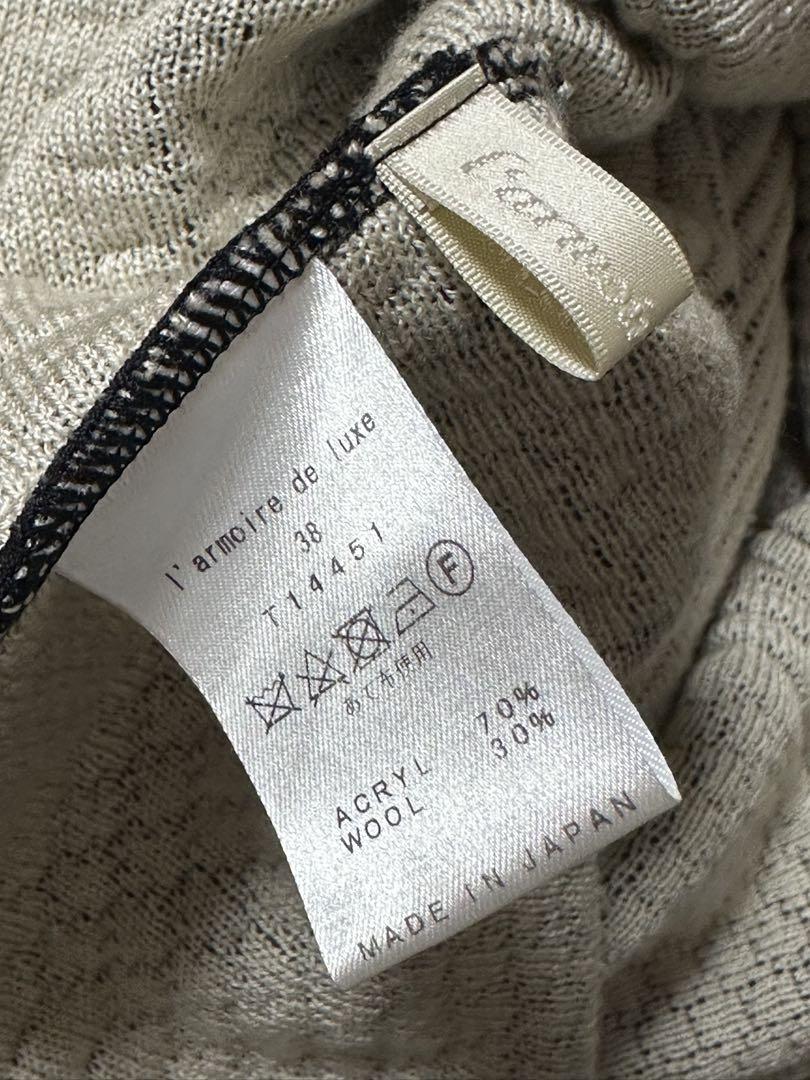 l'armoire de luxe
38
T14451
F
あて布使用
ACRYL 70%
WOOL 30%
MADE IN JAPAN